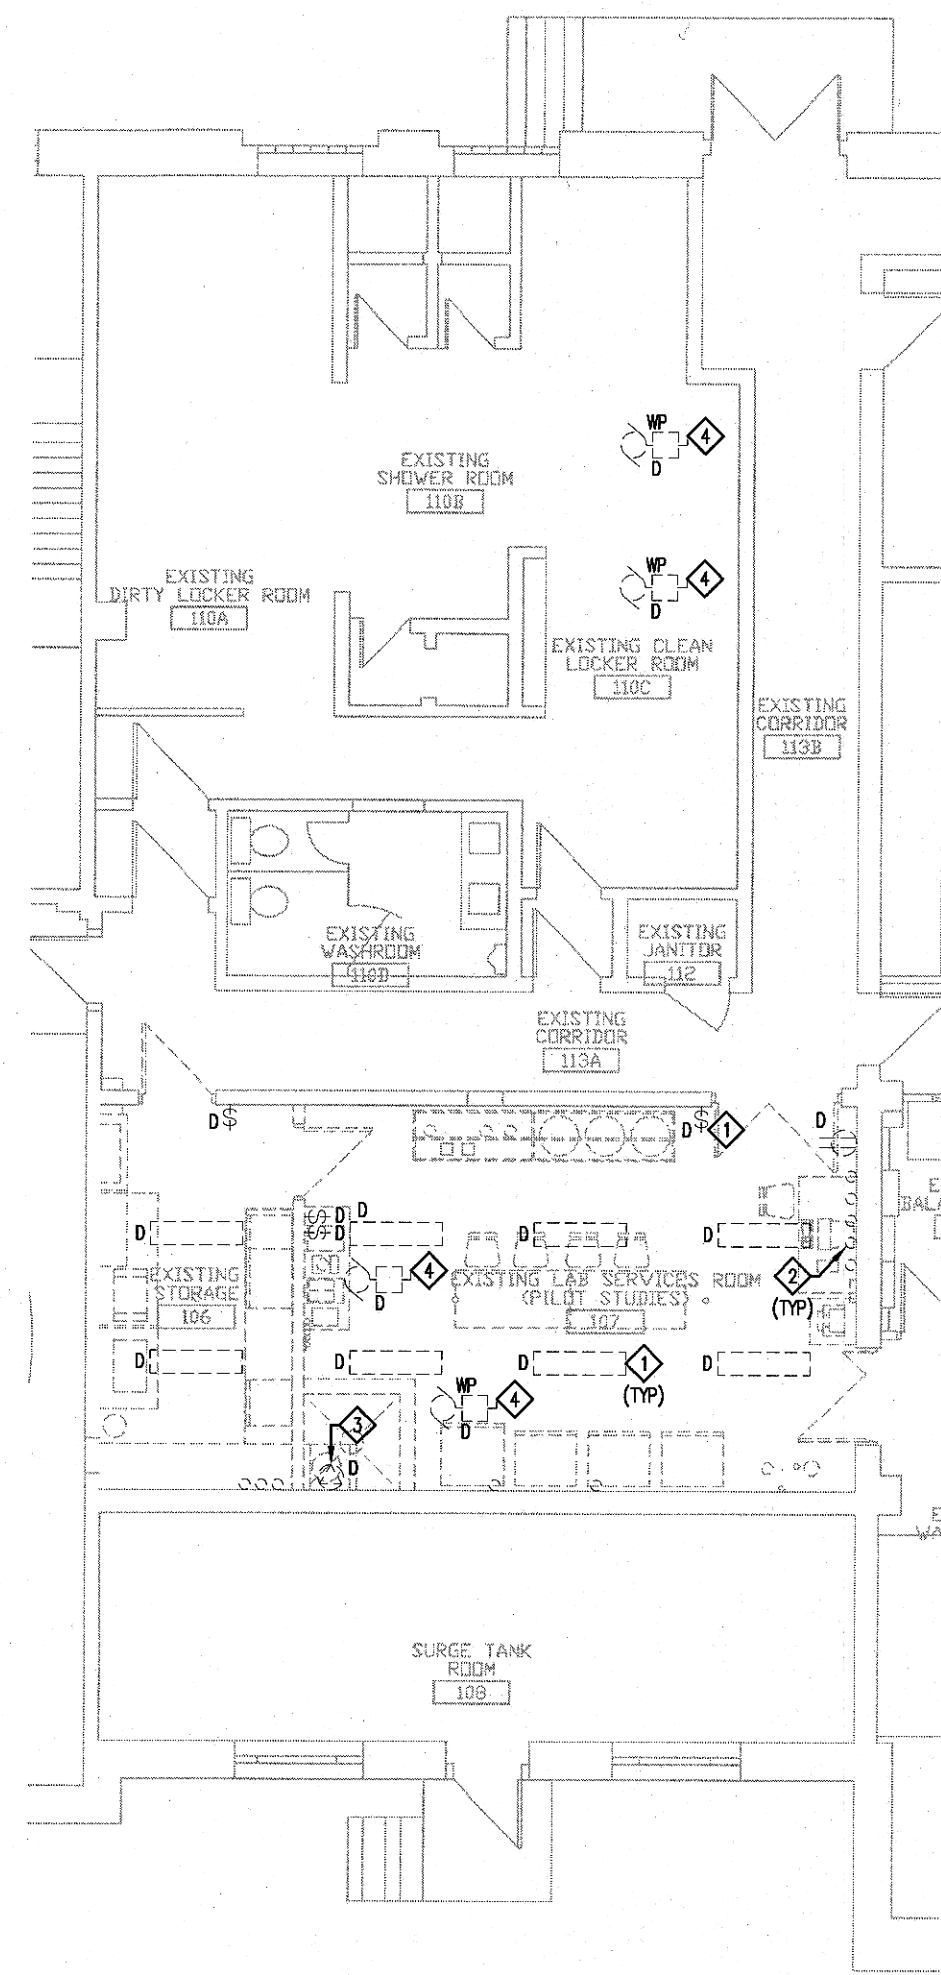 WP
4
D
EXISTING
SHOWER ROOM
110B
WP
4
D
EXISTING
DIRTY LOCKER ROOM
110A
EXISTING CLEAN
LOCKER ROOM
110C
EXISTING
CORRIDOR
113B
EXISTING
WASHROOM
110D
EXISTING
JANITOR
112
EXISTING
CORRIDOR
113A
D $
D $
1
D
D
D
D
D
D
D
$
$
4
D
EXISTING
STORAGE
106
EXISTING LAB SERVICES ROOM
(PILOT STUDIES)
107
2
(TYP)
BALA
D
D
D
1
(TYP)
D
WP
4
D
3
D
SURGE TANK
ROOM
108